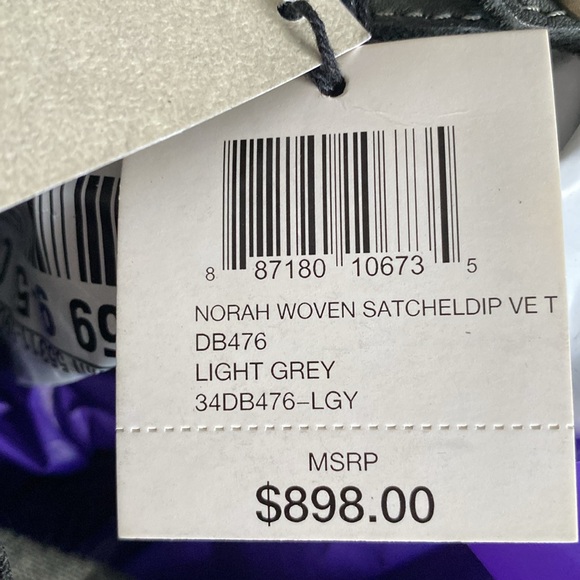 8 87180 10673 5
NORAH WOVEN SATCHELDIP VE T
DB476
LIGHT GREY
34DB476–LGY
MSRP
$898.00